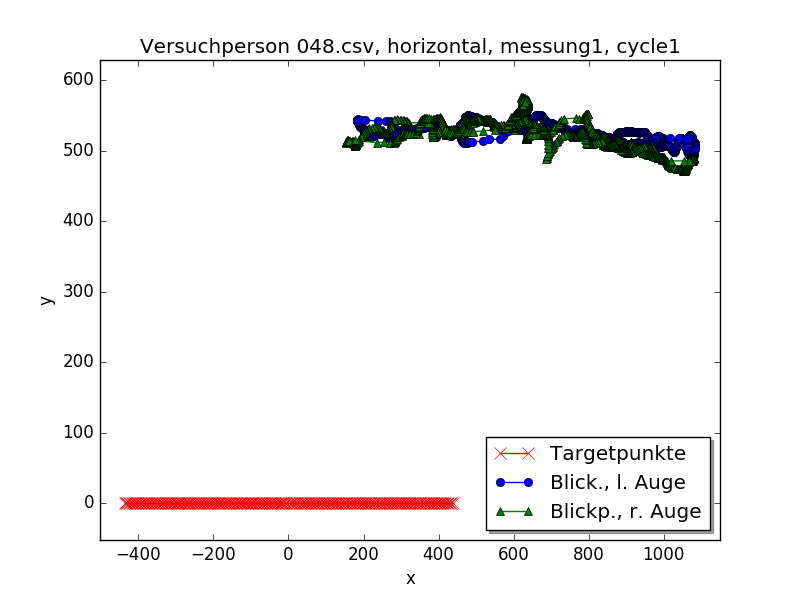 Versuchperson 048.csv, horizontal, messung1, cycle1
600
500
400
300
200
100
0
y
−400 −200 0 200 400 600 800 1000
x
Targetpunkte
Blick., l. Auge
Blickp., r. Auge